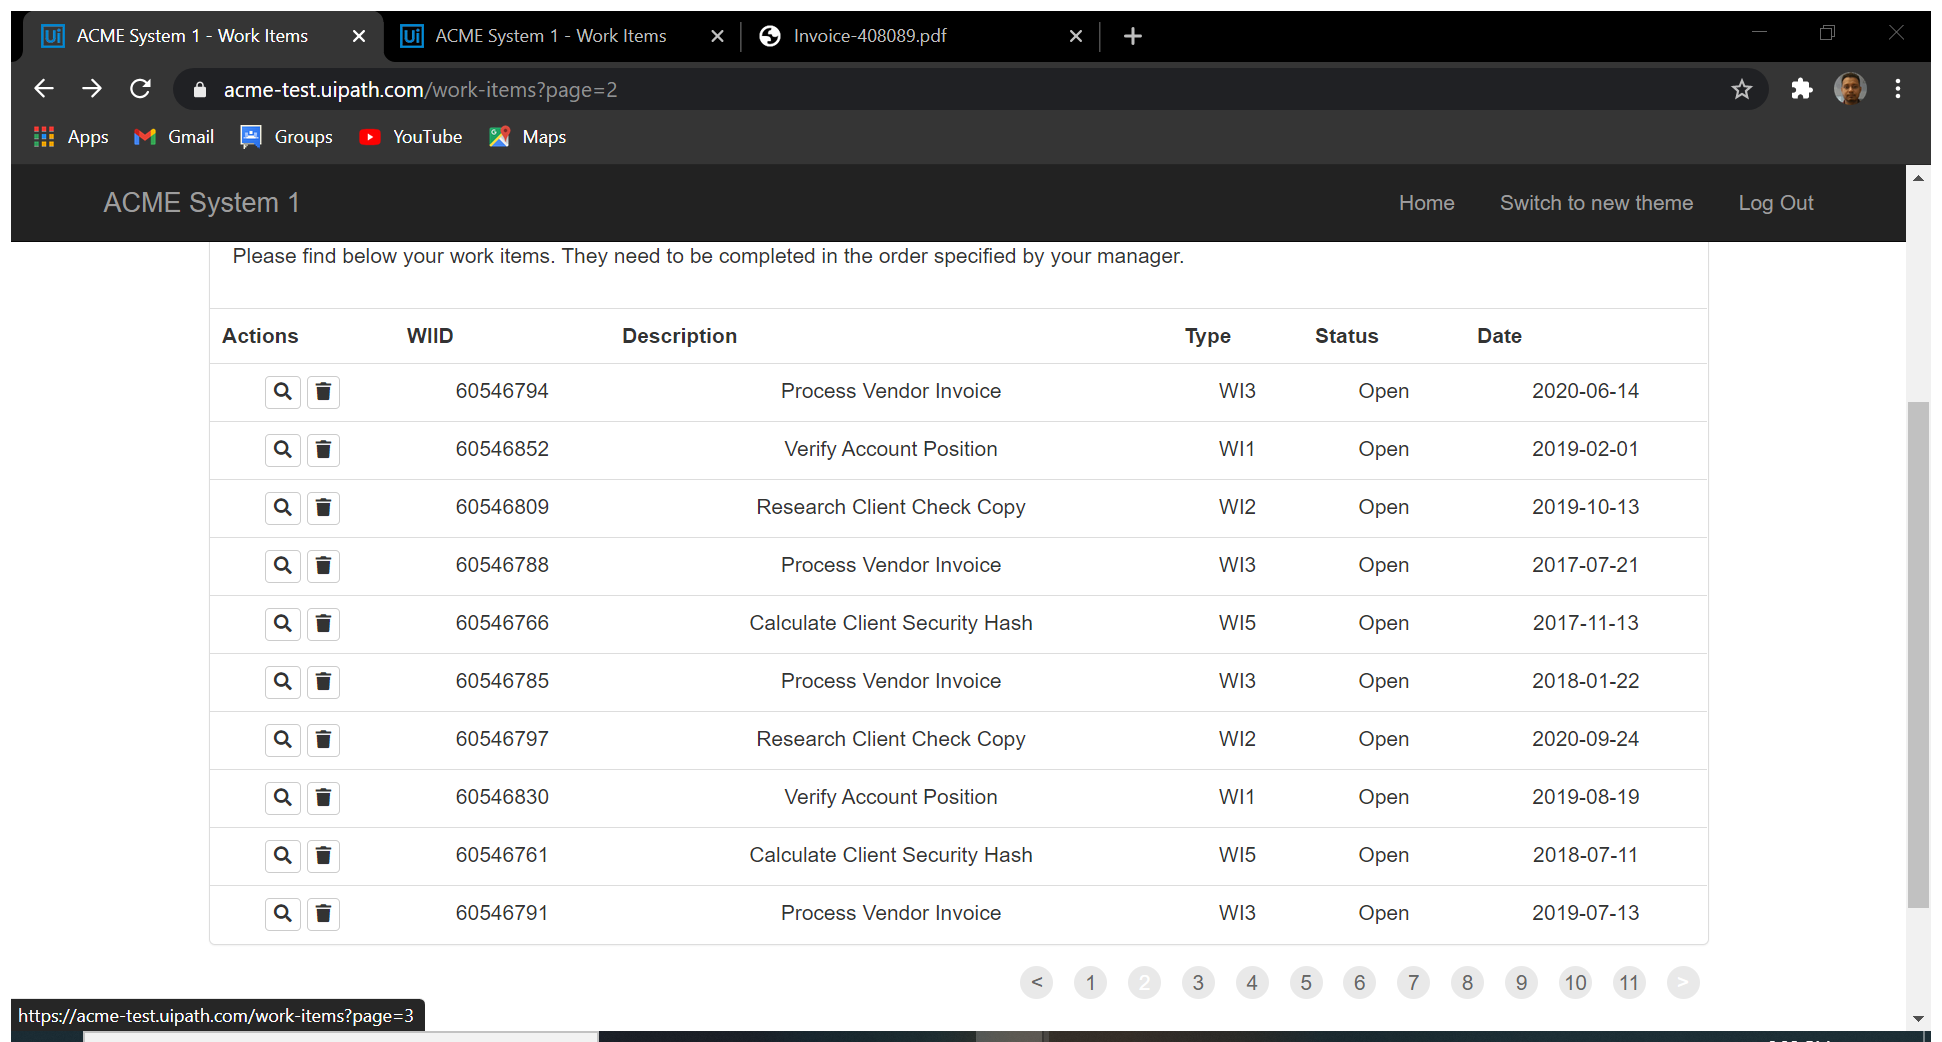 ACME System 1 - Work Items ACME System 1 - Work Items Invoice-408089.pdf
acme-test.uipath.com/work-items?page=2
Apps Gmail Groups YouTube Maps
ACME System 1 Home Switch to new theme Log Out
Please find below your work items. They need to be completed in the order specified by your manager.
Actions WIID Description Type Status Date
60546794 Process Vendor Invoice WI3 Open 2020-06-14
60546852 Verify Account Position WI1 Open 2019-02-01
60546809 Research Client Check Copy WI2 Open 2019-10-13
60546788 Process Vendor Invoice WI3 Open 2017-07-21
60546766 Calculate Client Security Hash WI5 Open 2017-11-13
60546785 Process Vendor Invoice WI3 Open 2018-01-22
60546797 Research Client Check Copy WI2 Open 2020-09-24
60546830 Verify Account Position WI1 Open 2019-08-19
60546761 Calculate Client Security Hash WI5 Open 2018-07-11
60546791 Process Vendor Invoice WI3 Open 2019-07-13
< 1 2 3 4 5 6 7 8 9 10 11 >
https://acme-test.uipath.com/work-items?page=3